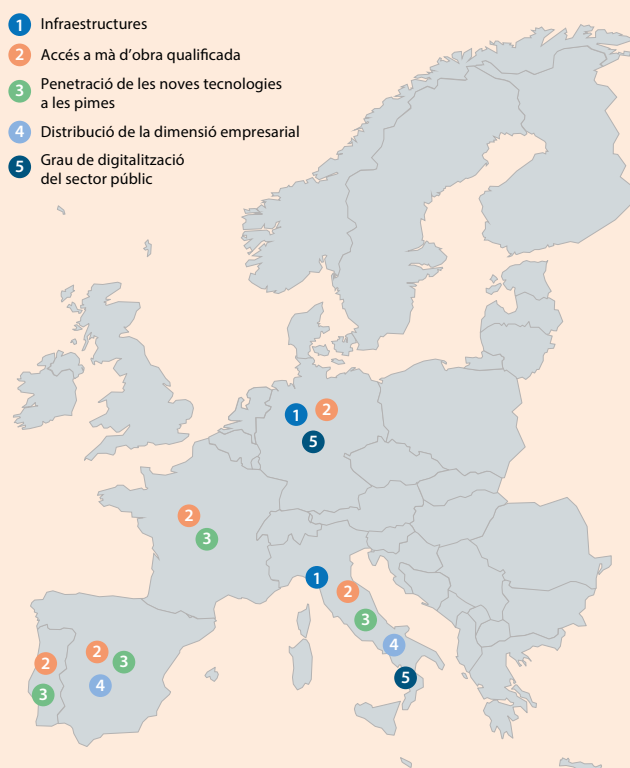 1 Infraestructures
2 Accés a mà d'obra qualificada
3 Penetració de les noves tecnologies
a les pimes
4 Distribució de la dimensió empresarial
5 Grau de digitalització
del sector públic
1 2
5
2
3
1
2
3
4
5
2 3
4
2
3